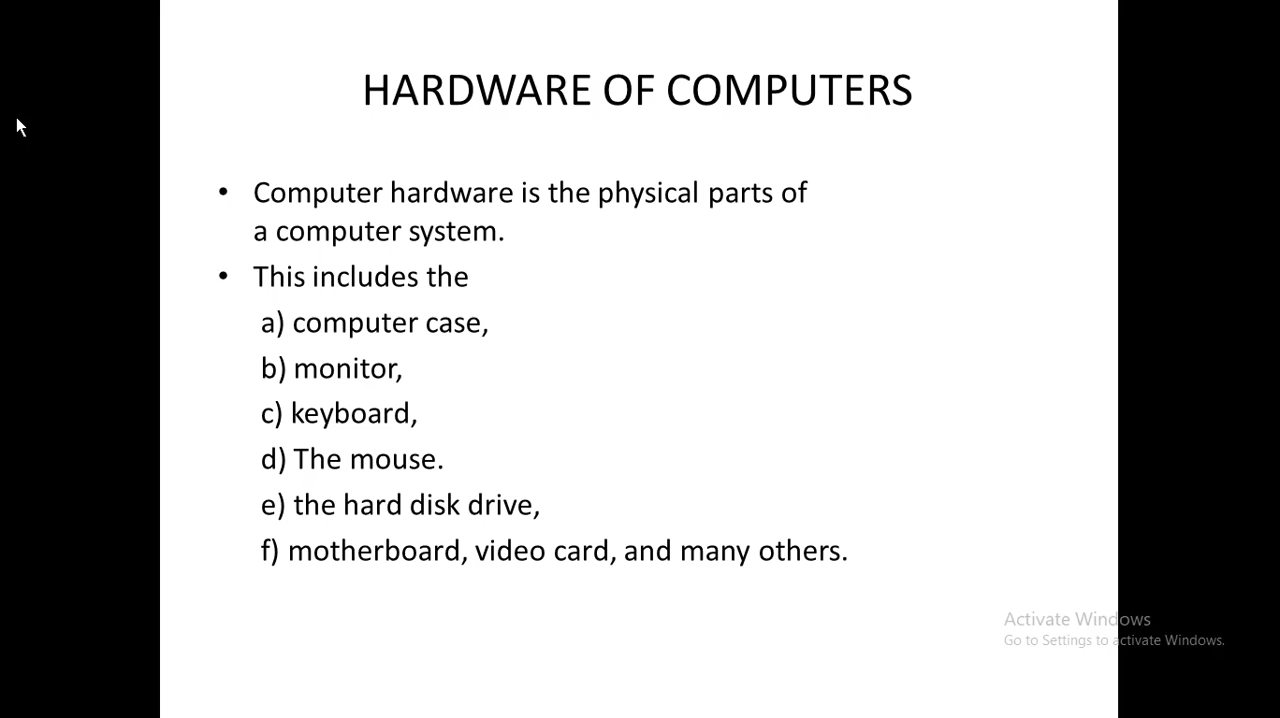 HARDWARE OF COMPUTERS
• Computer hardware is the physical parts of
a computer system.
• This includes the
a) computer case,
b) monitor,
c) keyboard,
d) The mouse.
e) the hard disk drive,
f) motherboard, video card, and many others.
Activate Windows
Go to Settings to activate Windows.